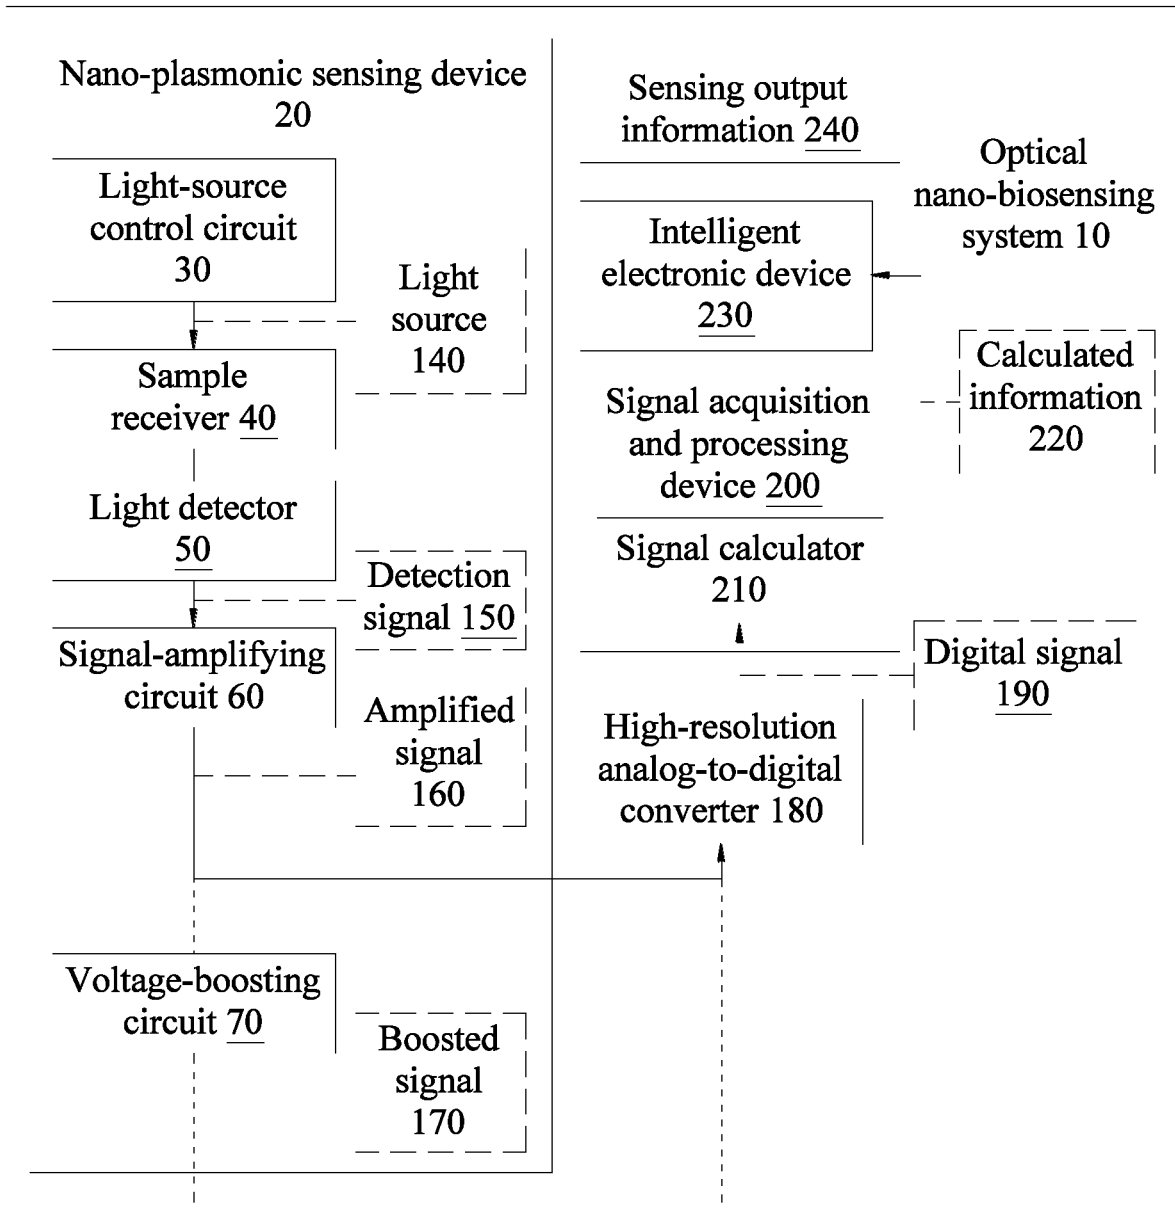 Nano-plasmonic sensing device
20
Light-source
control circuit
30
Light
source
140
Sample
receiver 40
Light detector
50
Detection
signal 150
Signal-amplifying
circuit 60
Amplified
signal
160
Voltage-boosting
circuit 70
Boosted
signal
170
Sensing output
information 240
Optical
nano-biosensing
system 10
Intelligent
electronic device
230
Calculated
information
220
Signal acquisition
and processing
device 200
Signal calculator
210
Digital signal
190
High-resolution
analog-to-digital
converter 180